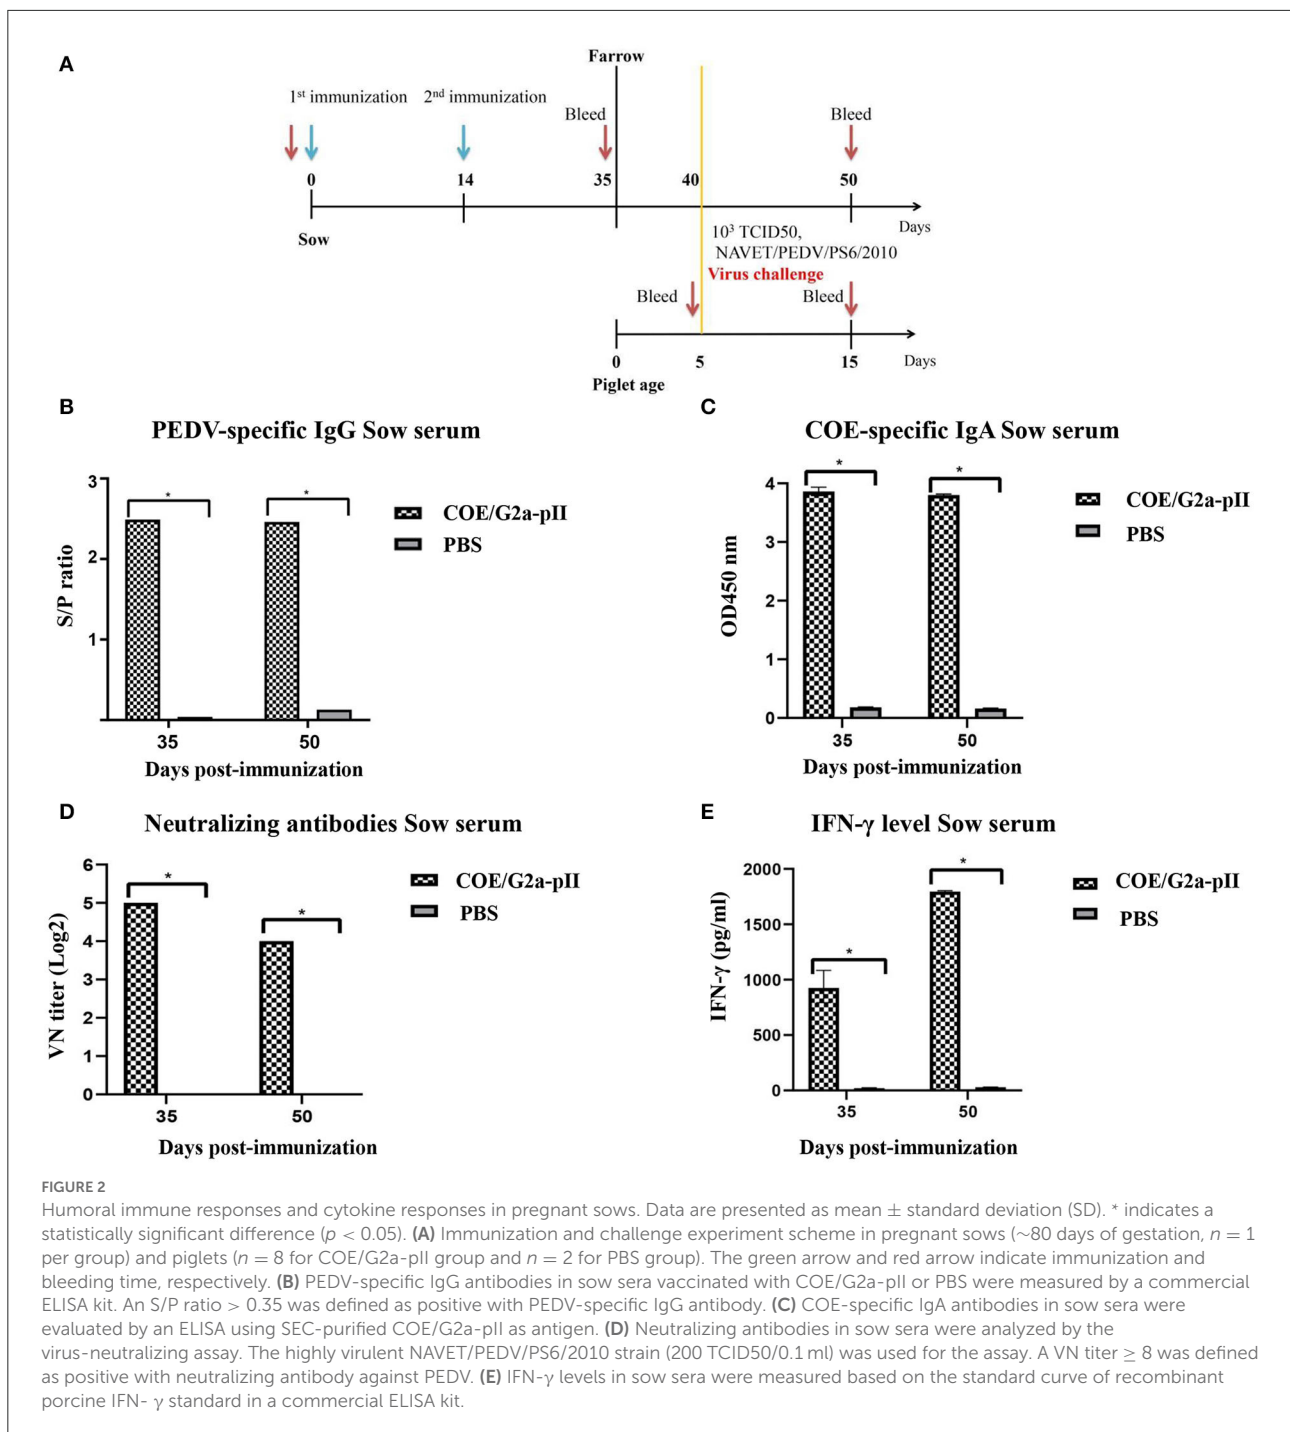 A
Farrow
1st immunization
2nd immunization
Bleed
Bleed
0
14
35
40
50
Days
Sow
10³ TCID50,
NAVET/PEDV/PS6/2010
Virus challenge
Bleed
Bleed
0
5
15
Days
Piglet age
B
PEDV-specific IgG Sow serum
3
2
1
S/P ratio
*
*
COE/G2a-pII
PBS
35
50
Days post-immunization
C
COE-specific IgA Sow serum
4
3
2
1
0
OD450 nm
*
*
COE/G2a-pII
PBS
35
50
Days post-immunization
D
Neutralizing antibodies Sow serum
6
5
4
3
2
1
0
VN titer (Log2)
*
*
COE/G2a-pII
PBS
35
50
Days post-immunization
E
IFN-γ level Sow serum
2000
1500
1000
500
0
IFN-γ (pg/ml)
*
*
COE/G2a-pII
PBS
35
50
Days post-immunization
FIGURE 2
Humoral immune responses and cytokine responses in pregnant sows. Data are presented as mean ± standard deviation (SD). * indicates a
statistically significant difference (p < 0.05). (A) Immunization and challenge experiment scheme in pregnant sows (~80 days of gestation, n = 1
per group) and piglets (n = 8 for COE/G2a-pII group and n = 2 for PBS group). The green arrow and red arrow indicate immunization and
bleeding time, respectively. (B) PEDV-specific IgG antibodies in sow sera vaccinated with COE/G2a-pII or PBS were measured by a commercial
ELISA kit. An S/P ratio > 0.35 was defined as positive with PEDV-specific IgG antibody. (C) COE-specific IgA antibodies in sow sera were
evaluated by an ELISA using SEC-purified COE/G2a-pII as antigen. (D) Neutralizing antibodies in sow sera were analyzed by the
virus-neutralizing assay. The highly virulent NAVET/PEDV/PS6/2010 strain (200 TCID50/0.1 ml) was used for the assay. A VN titer ≥ 8 was defined
as positive with neutralizing antibody against PEDV. (E) IFN-γ levels in sow sera were measured based on the standard curve of recombinant
porcine IFN- γ standard in a commercial ELISA kit.